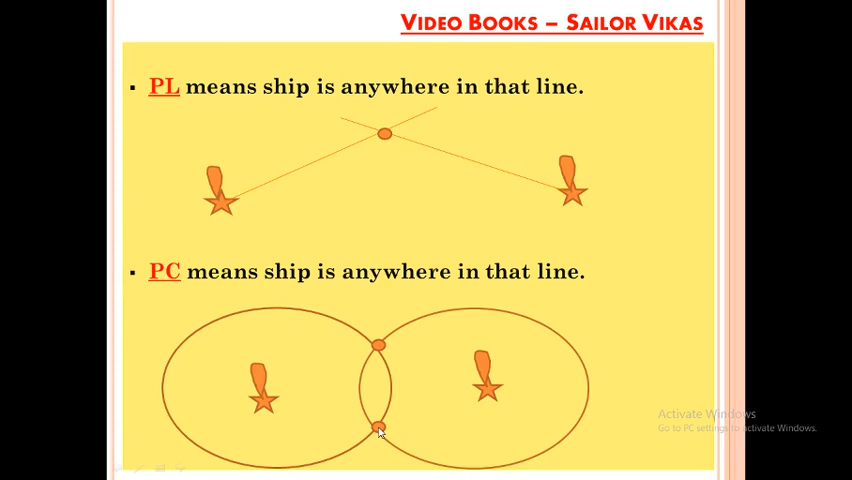 VIDEO BOOKS – SAILOR VIKAS
▪ PL means ship is anywhere in that line.
▪ PC means ship is anywhere in that line.
Activate Windows
Go to PC settings to activate Windows.